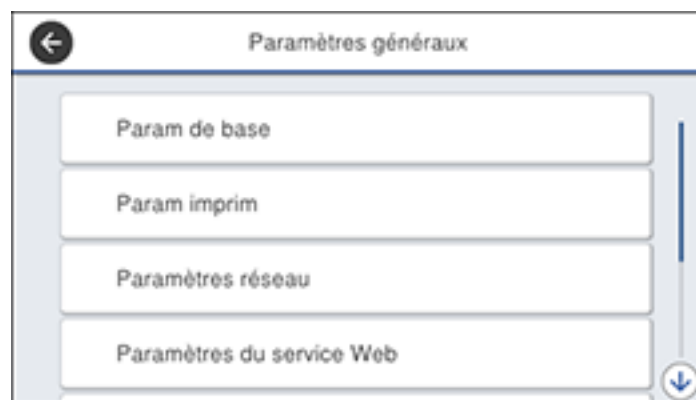 Paramètres généraux
Param de base
Param imprim
Paramètres réseau
Paramètres du service Web